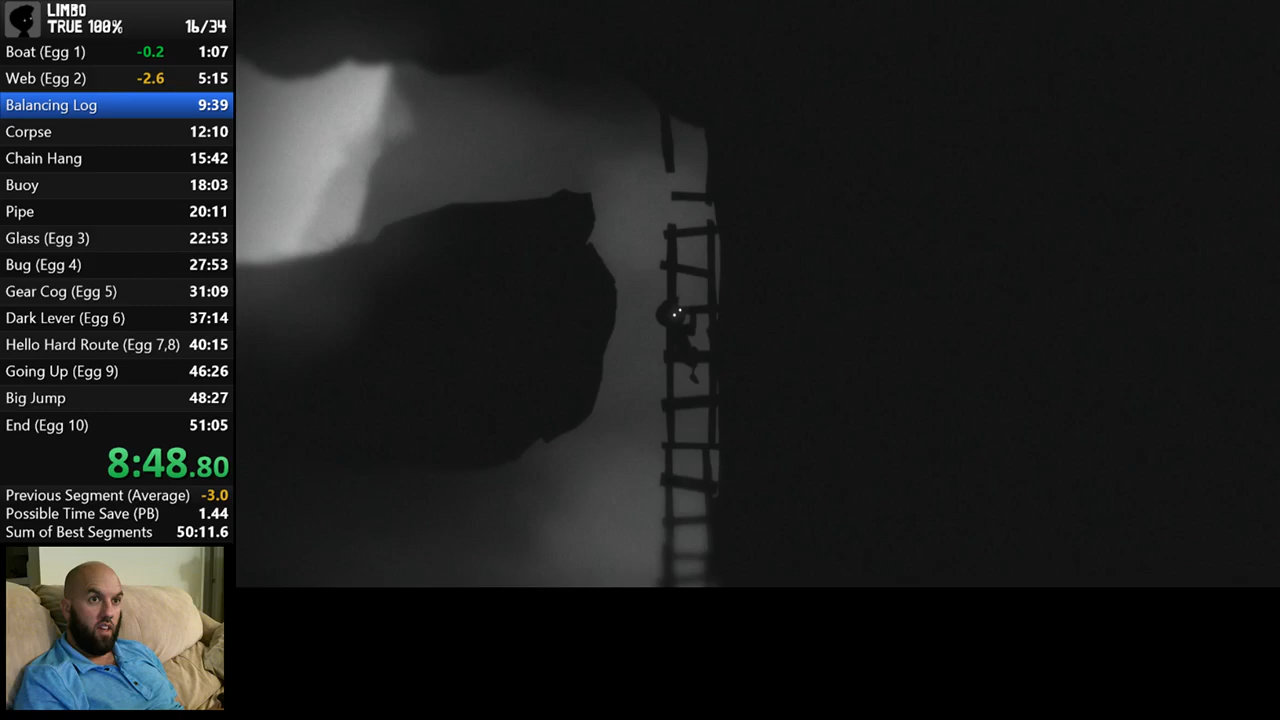 LIMBO
TRUE 100% 16/34
Boat (Egg 1) -0.2 1:07
Web (Egg 2) -2.6 5:15
Balancing Log 9:39
Corpse 12:10
Chain Hang 15:42
Buoy 18:03
Pipe 20:11
Glass (Egg 3) 22:53
Bug (Egg 4) 27:53
Gear Cog (Egg 5) 31:09
Dark Lever (Egg 6) 37:14
Hello Hard Route (Egg 7,8) 40:15
Going Up (Egg 9) 46:26
Big Jump 48:27
End (Egg 10) 51:05
8:48.80
Previous Segment (Average) -3.0
Possible Time Save (PB) 1.44
Sum of Best Segments 50:11.6